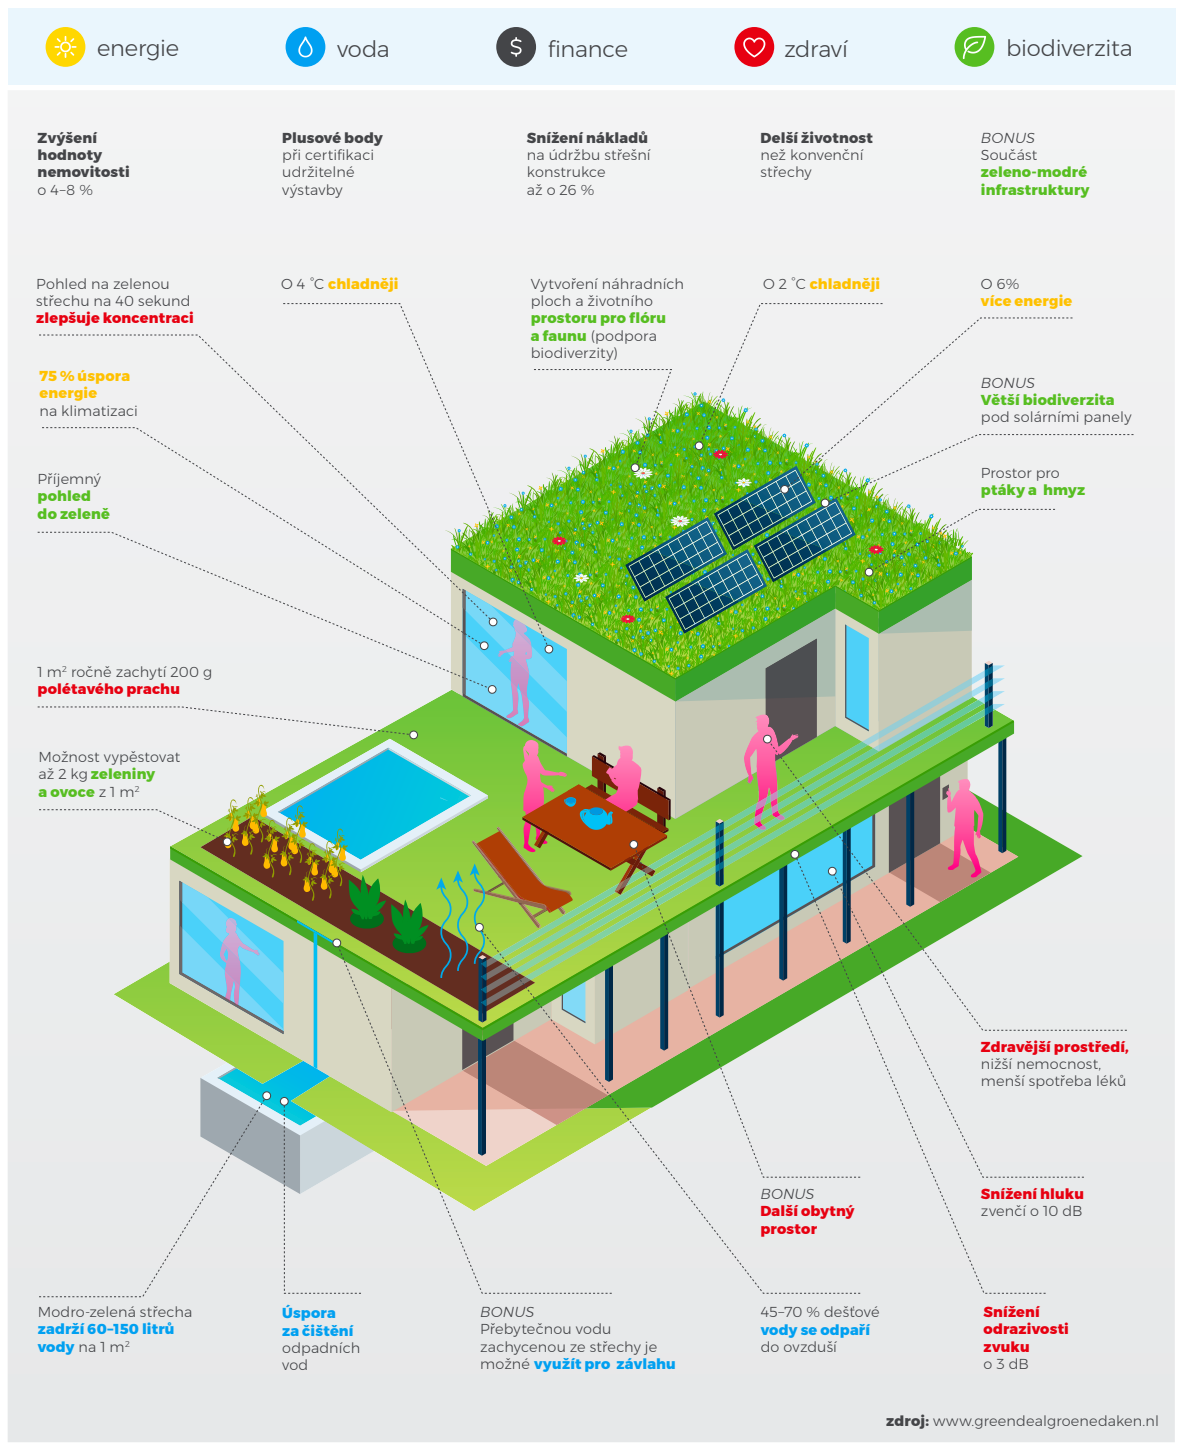 energie
voda
finance
zdraví
biodiverzita
Zvýšení
hodnoty
nemovitosti
o 4–8 %
Plusové body
při certifikaci
udržitelné
výstavby
Snížení nákladů
na údržbu střešní
konstrukce
až o 26 %
Delší životnost
než konvenční
střechy
BONUS
Součást
zeleno-modré
infrastruktury
Pohled na zelenou
střechu na 40 sekund
zlepšuje koncentraci
O 4 °C chladněji
Vytvoření náhradních
ploch a životního
prostoru pro flóru
a faunu (podpora
biodiverzity)
O 2 °C chladněji
O 6%
více energie
75 % úspora
energie
na klimatizaci
BONUS
Větší biodiverzita
pod solárními panely
Příjemný
pohled
do zeleně
Prostor pro
ptáky a hmyz
1 m² ročně zachytí 200 g
polétavého prachu
Možnost vypěstovat
až 2 kg zeleniny
a ovoce z 1 m²
Zdravější prostředí,
nižší nemocnost,
menší spotřeba léků
BONUS
Další obytný
prostor
Snížení hluku
zvenčí o 10 dB
Modro-zelená střecha
zadrží 60–150 litrů
vody na 1 m²
Úspora
za čištění
odpadních
vod
BONUS
Přebytečnou vodu
zachycenou ze střechy je
možné využít pro závlahu
45–70 % dešťové
vody se odpaří
do ovzduší
Snížení
odrazivosti
zvuku
o 3 dB
zdroj: www.greendealgroenedaken.nl